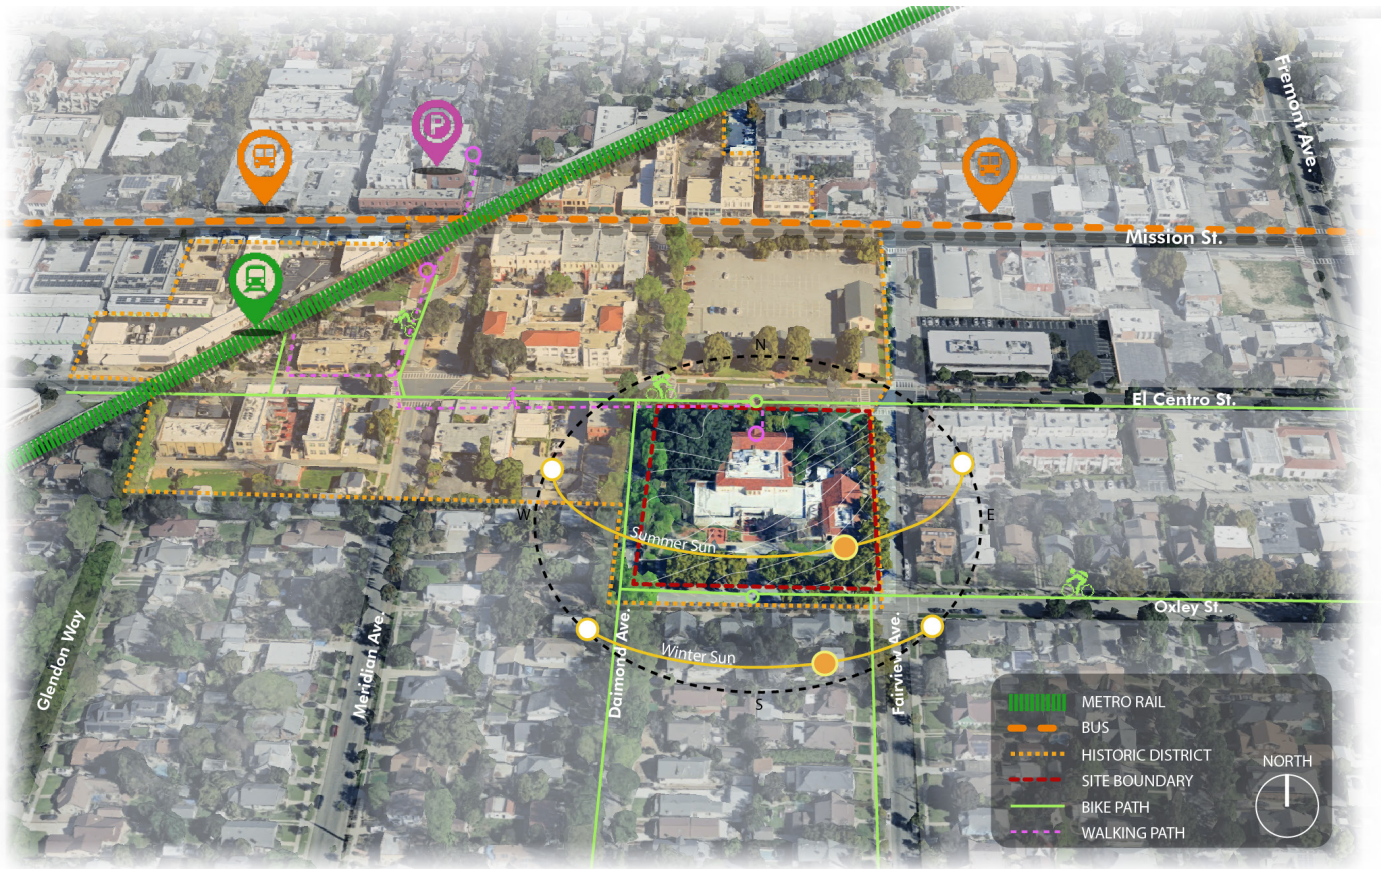 Fremont Ave.
P
Mission St.
N
El Centro St.
W
E
Summer Sun
Oxley St.
Winter Sun
S
Glendon Way
Meridian Ave.
Daimond Ave.
Fairview Ave.
METRO RAIL
BUS
HISTORIC DISTRICT
SITE BOUNDARY
BIKE PATH
WALKING PATH
NORTH